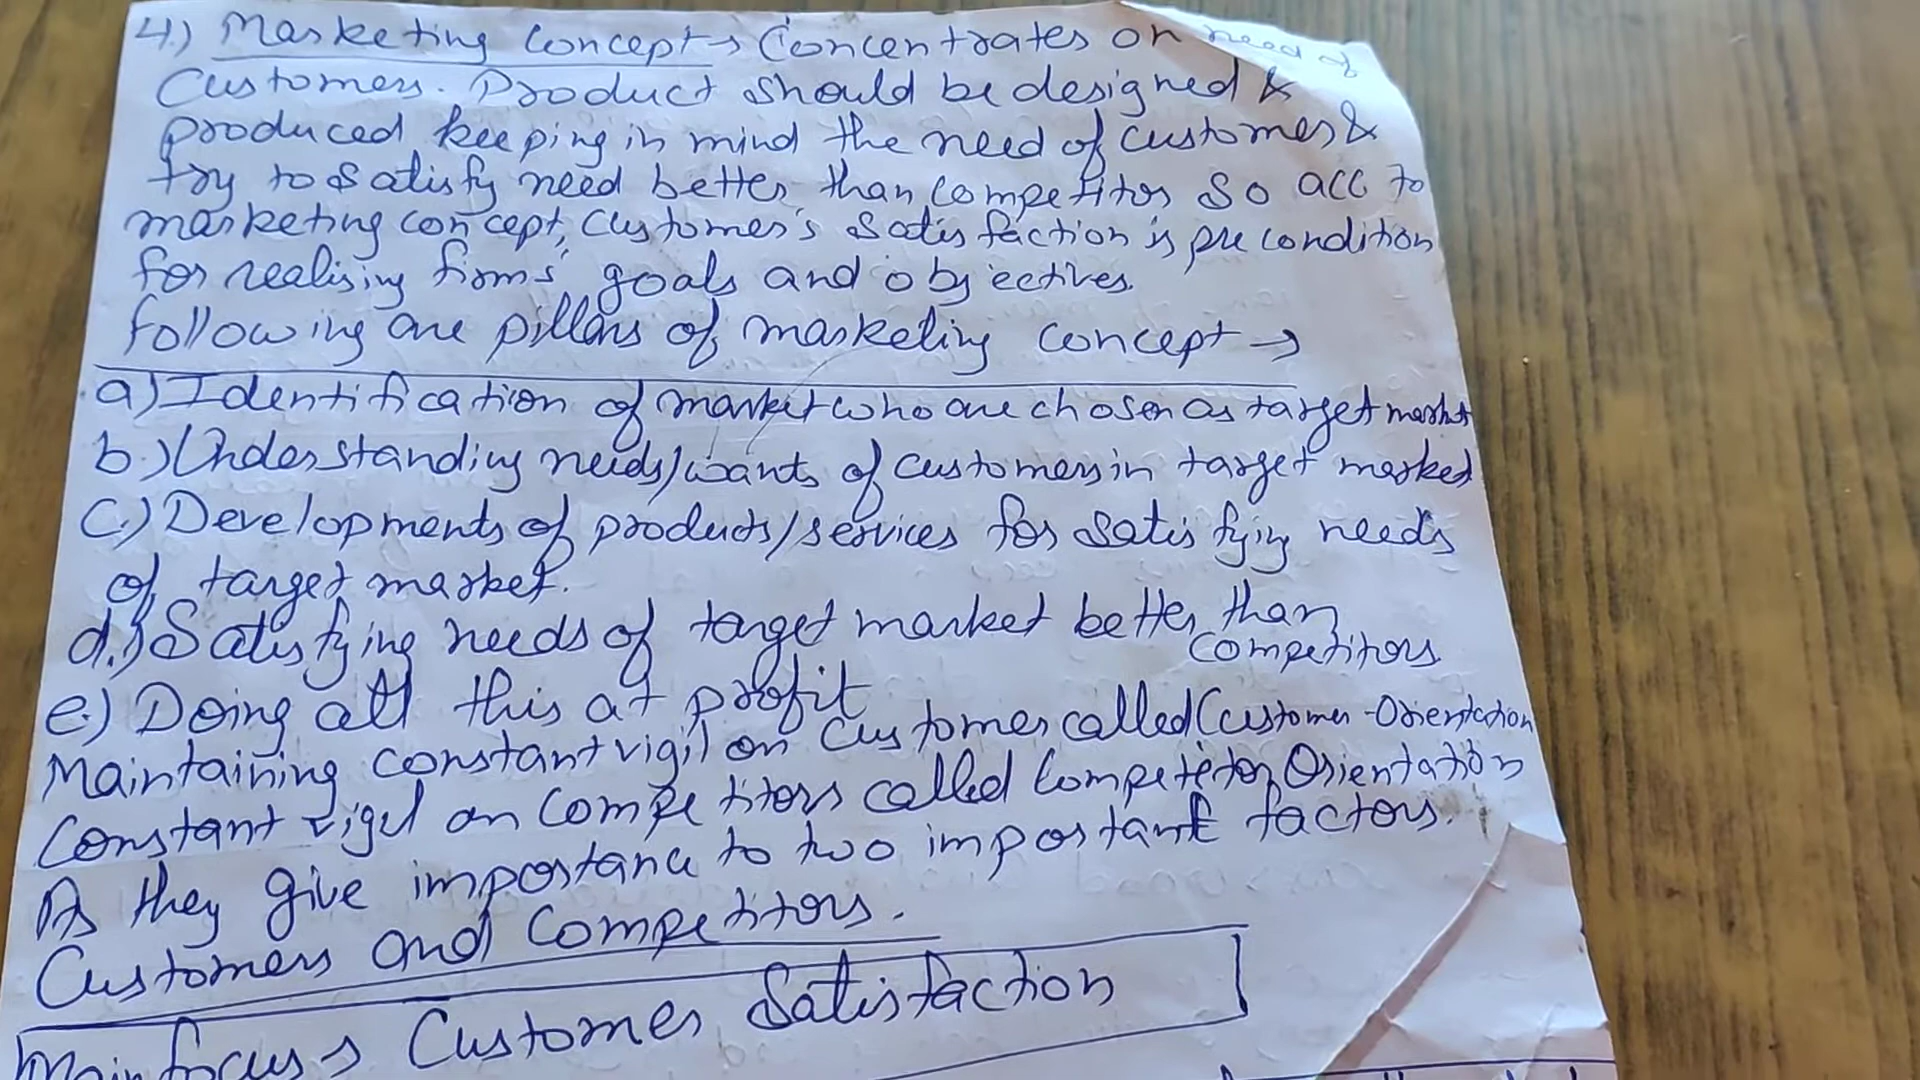 4.) Marketing Concept → Concentrates on need of
Customers. Product should be designed &
produced keeping in mind the need of customer &
try to satisfy need better than competitor So acc to
marketing concept, Customer's Satisfaction is pre condition
for realising firms' goals and objectives.
following are pillars of marketing concept →
a) Identification of market who are chosen as target market
b.) Understanding needs/wants of customers in target market
C.) Developments of products/services for satisfying needs
of target market.
d.) Satisfying needs of target market better than
Competitors.
e.) Doing all this at profit
Maintaining constant vigil on Customer called Customer-Orientation
Constant vigil on Competitors called Competitor Orientation
As they give importance to two important factors.
Customers and Competitors.
Main focus → Customer Satisfaction